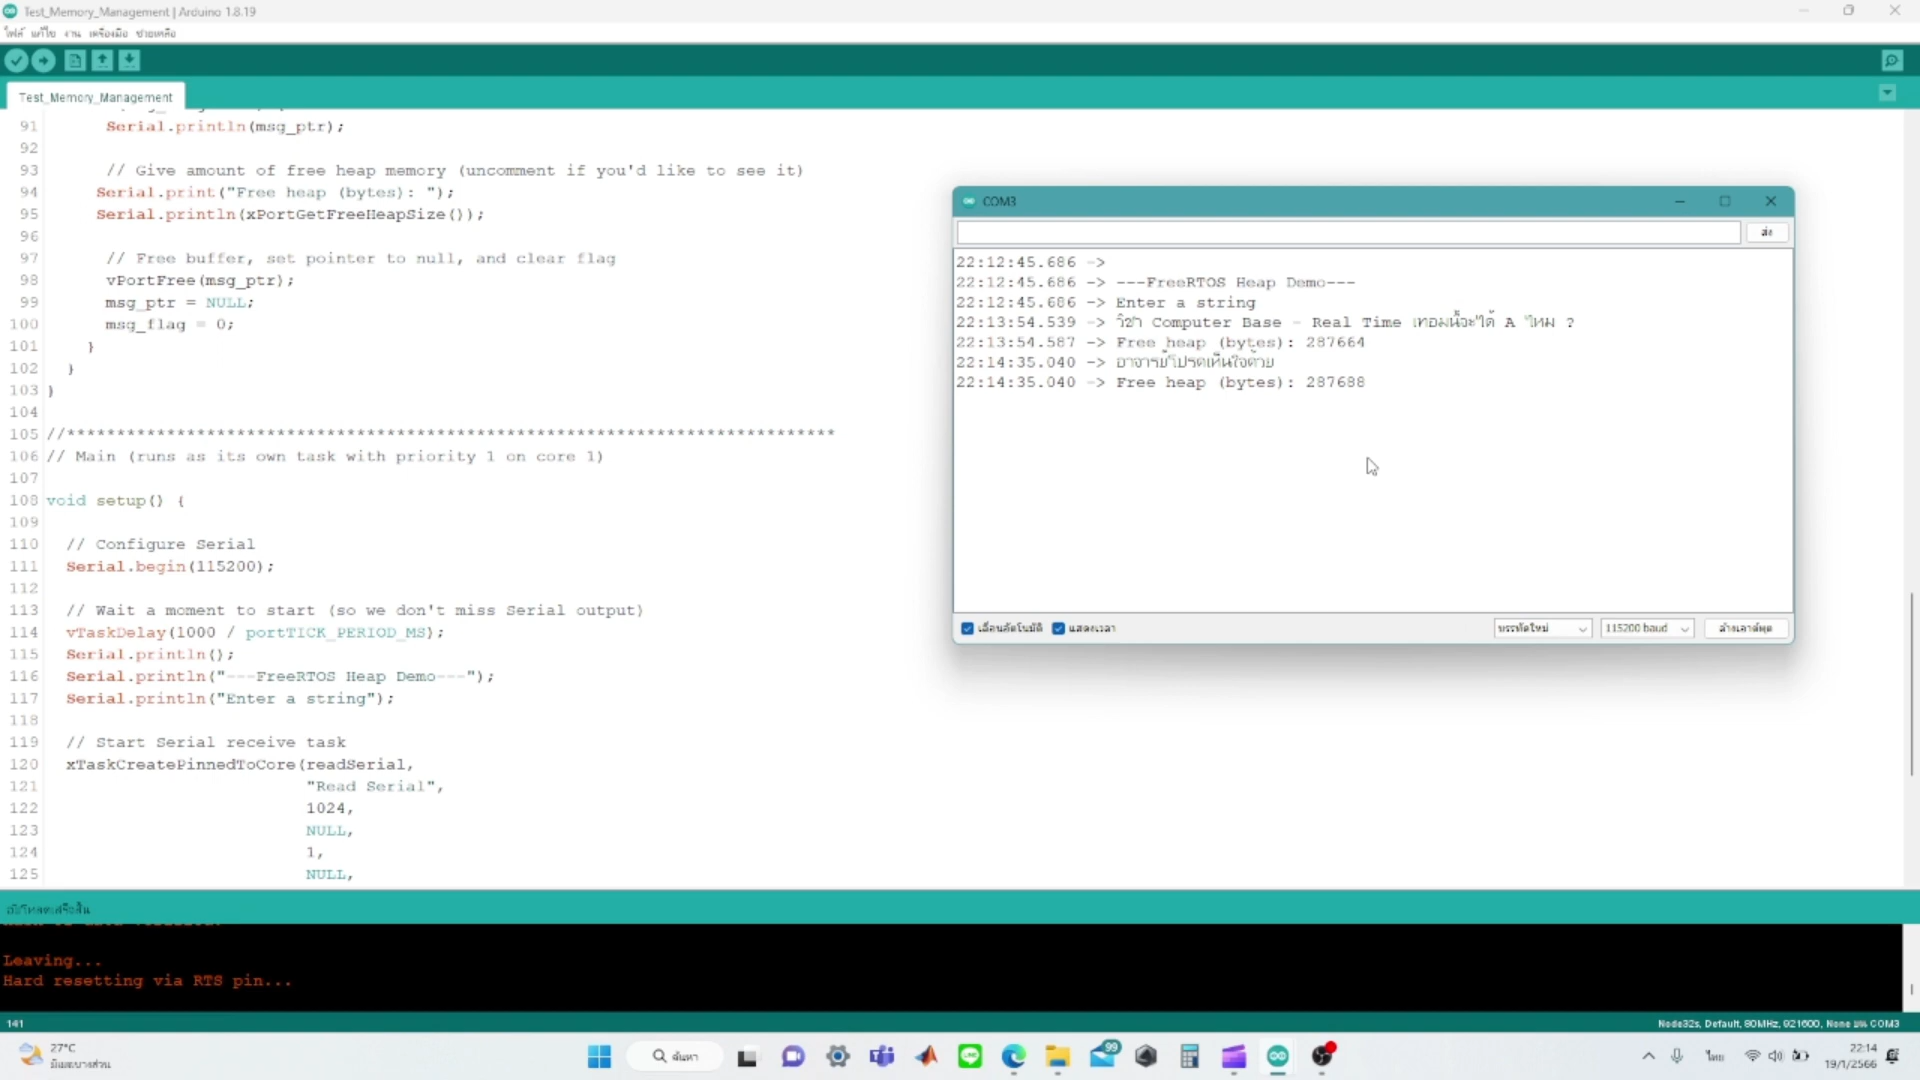 Test_Memory_Management | Arduino 1.8.19
ไฟล์ แก้ไข งาน เครื่องมือ ช่วยเหลือ
Test_Memory_Management
91 Serial.println(msg_ptr);
92
93 // Give amount of free heap memory (uncomment if you'd like to see it)
94 Serial.print("Free heap (bytes): ");
95 Serial.println(xPortGetFreeHeapSize());
96
97 // Free buffer, set pointer to null, and clear flag
98 vPortFree(msg_ptr);
99 msg_ptr = NULL;
100 msg_flag = 0;
101 }
102 }
103 }
104
105 //*****************************************************************************
106 // Main (runs as its own task with priority 1 on core 1)
107
108 void setup() {
109
110 // Configure Serial
111 Serial.begin(115200);
112
113 // Wait a moment to start (so we don't miss Serial output)
114 vTaskDelay(1000 / portTICK_PERIOD_MS);
115 Serial.println();
116 Serial.println("---FreeRTOS Heap Demo---");
117 Serial.println("Enter a string");
118
119 // Start Serial receive task
120 xTaskCreatePinnedToCore(readSerial,
121 "Read Serial",
122 1024,
123 NULL,
124 1,
125 NULL,
COM3
ส่ง
22:12:45.686 ->
22:12:45.686 -> ---FreeRTOS Heap Demo---
22:12:45.686 -> Enter a string
22:13:54.539 -> วิชา Computer Base - Real Time เทอมนี้จะได้ A ไหม ?
22:13:54.587 -> Free heap (bytes): 287664
22:14:35.040 -> อาจารย์โปรดเห็นใจด้วย
22:14:35.040 -> Free heap (bytes): 287688
เลื่อนอัตโนมัติ แสดงเวลา บรรทัดใหม่ 115200 baud ล้างเอาต์พุต
อัปโหลดเสร็จสิ้น
Leaving...
Hard resetting via RTS pin...
141
Node32s, Default, 80MHz, 921600, None บน COM3
27°C
มีเมฆบางส่วน
ค้นหา
99
ไทย
22:14
19/1/2566